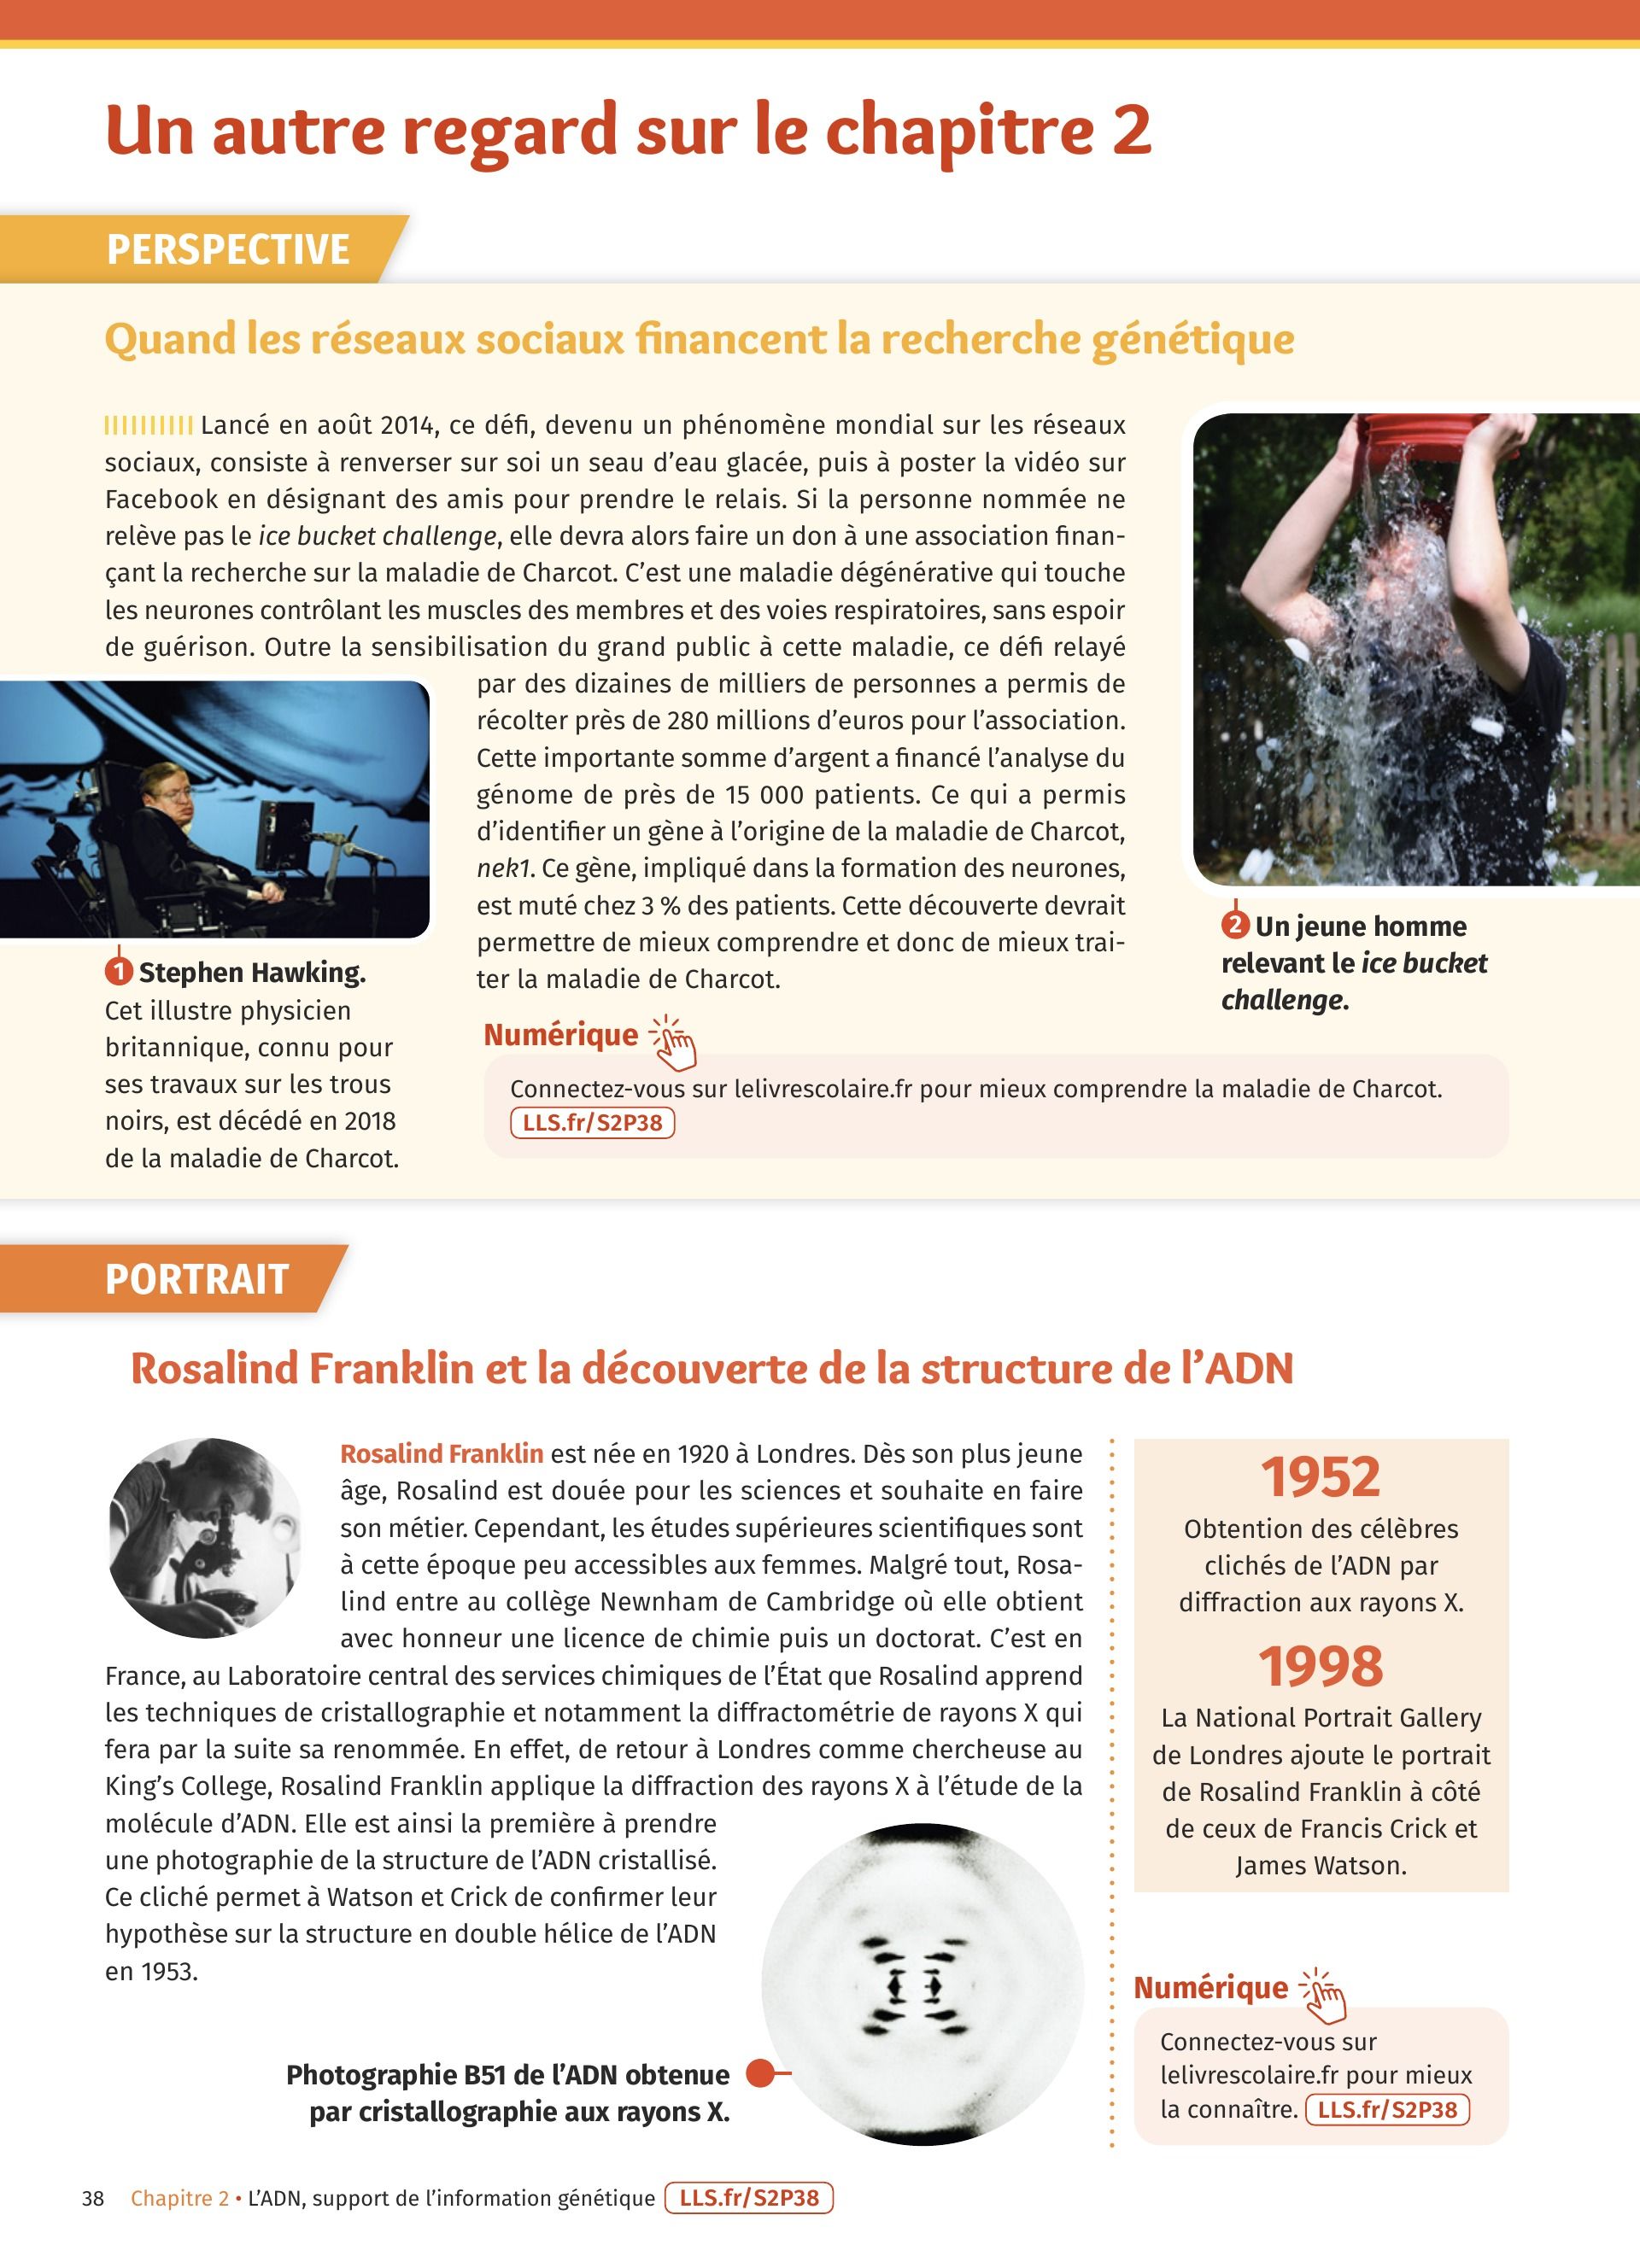 Un autre regard sur le chapitre 2
PERSPECTIVE
Quand les réseaux sociaux financent la recherche génétique
Lancé en août 2014, ce défi, devenu un phénomène mondial sur les réseaux
sociaux, consiste à renverser sur soi un seau d'eau glacée, puis à poster la vidéo sur
Facebook en désignant des amis pour prendre le relais. Si la personne nommée ne
relève pas le ice bucket challenge, elle devra alors faire un don à une association finan-
çant la recherche sur la maladie de Charcot. C'est une maladie dégénérative qui touche
les neurones contrôlant les muscles des membres et des voies respiratoires, sans espoir
de guérison. Outre la sensibilisation du grand public à cette maladie, ce défi relayé
par des dizaines de milliers de personnes a permis de
récolter près de 280 millions d'euros pour l'association.
Cette importante somme d'argent a financé l'analyse du
génome de près de 15 000 patients. Ce qui a permis
d'identifier un gène à l'origine de la maladie de Charcot,
nek1. Ce gène, impliqué dans la formation des neurones,
est muté chez 3 % des patients. Cette découverte devrait
permettre de mieux comprendre et donc de mieux trai-
ter la maladie de Charcot.
1 Stephen Hawking.
Cet illustre physicien
britannique, connu pour
ses travaux sur les trous
noirs, est décédé en 2018
de la maladie de Charcot.
2 Un jeune homme
relevant le ice bucket
challenge.
Numérique
Connectez-vous sur lelivrescolaire.fr pour mieux comprendre la maladie de Charcot.
LLS.fr/S2P38
PORTRAIT
Rosalind Franklin et la découverte de la structure de l'ADN
Rosalind Franklin est née en 1920 à Londres. Dès son plus jeune
âge, Rosalind est douée pour les sciences et souhaite en faire
son métier. Cependant, les études supérieures scientifiques sont
à cette époque peu accessibles aux femmes. Malgré tout, Rosa-
lind entre au collège Newnham de Cambridge où elle obtient
avec honneur une licence de chimie puis un doctorat. C'est en
France, au Laboratoire central des services chimiques de l'État que Rosalind apprend
les techniques de cristallographie et notamment la diffractométrie de rayons X qui
fera par la suite sa renommée. En effet, de retour à Londres comme chercheuse au
King's College, Rosalind Franklin applique la diffraction des rayons X à l'étude de la
molécule d'ADN. Elle est ainsi la première à prendre
une photographie de la structure de l'ADN cristallisé.
Ce cliché permet à Watson et Crick de confirmer leur
hypothèse sur la structure en double hélice de l'ADN
en 1953.
Photographie B51 de l'ADN obtenue
par cristallographie aux rayons X.
1952
Obtention des célèbres
clichés de l'ADN par
diffraction aux rayons X.
1998
La National Portrait Gallery
de Londres ajoute le portrait
de Rosalind Franklin à côté
de ceux de Francis Crick et
James Watson.
Numérique
Connectez-vous sur
lelivrescolaire.fr pour mieux
la connaître. LLS.fr/S2P38
38 Chapitre 2 • L'ADN, support de l'information génétique LLS.fr/S2P38